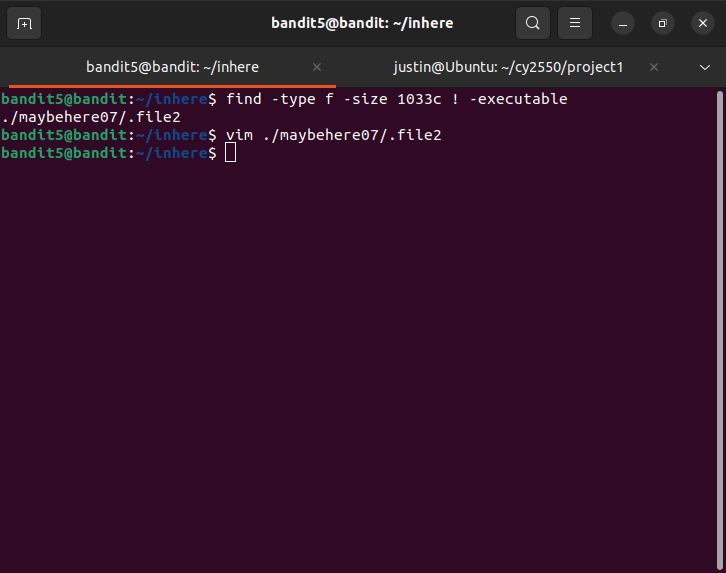 bandit5@bandit: ~/inhere
bandit5@bandit: ~/inhere
justin@Ubuntu: ~/cy2550/project1
bandit5@bandit:~/inhere$ find -type f -size 1033c ! -executable
./maybehere07/.file2
bandit5@bandit:~/inhere$ vim ./maybehere07/.file2
bandit5@bandit:~/inhere$